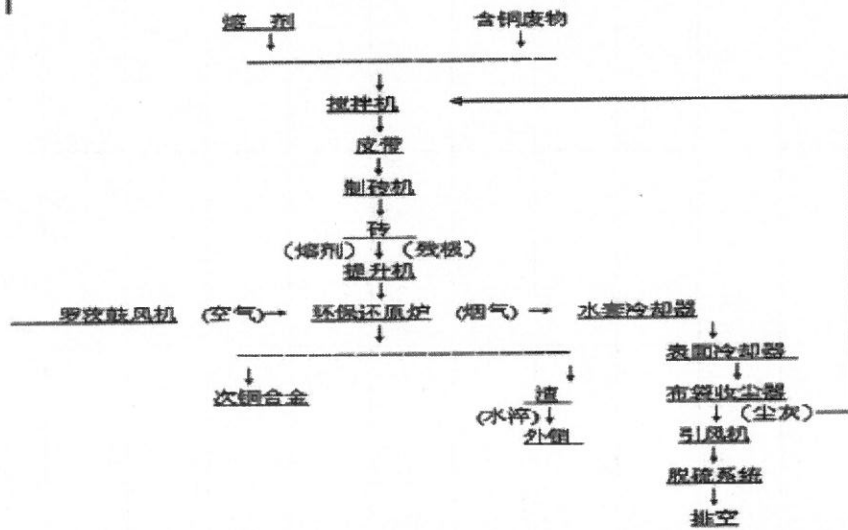 熔 剂 含铜废物
搅拌机
皮带
制砖机
砖
(熔剂) (残极)
提升机
罗茨鼓风机 (空气) 环保还原炉 (烟气) 水套冷却器
表面冷却器
次铜合金 渣 布袋收尘器
(水淬) (尘灰)
外销 引风机
脱硫系统
排空